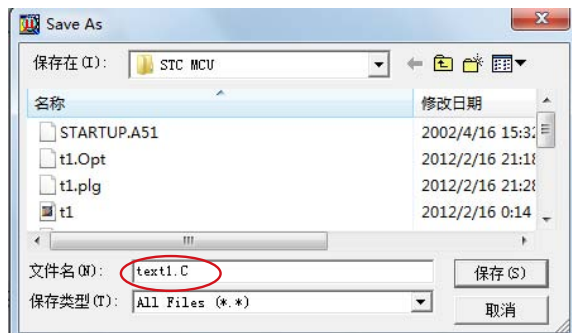 Save As
保存在(I): STC MCU
名称 修改日期
STARTUP.A51 2002/4/16 15:32
t1.Opt 2012/2/16 21:18
t1.plg 2012/2/16 21:28
t1 2012/2/16 0:14
文件名(N): text1.C 保存(S)
保存类型(T): All Files (*.*) 取消